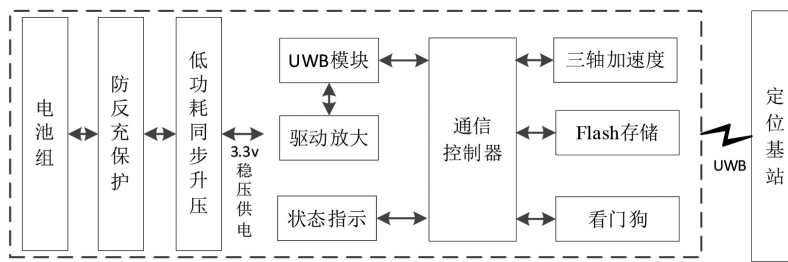 电池组
防反充保护
低功耗同步升压
3.3v
稳压供电
UWB模块
驱动放大
状态指示
通信
控制器
三轴加速度
Flash存储
看门狗
UWB
定位基站